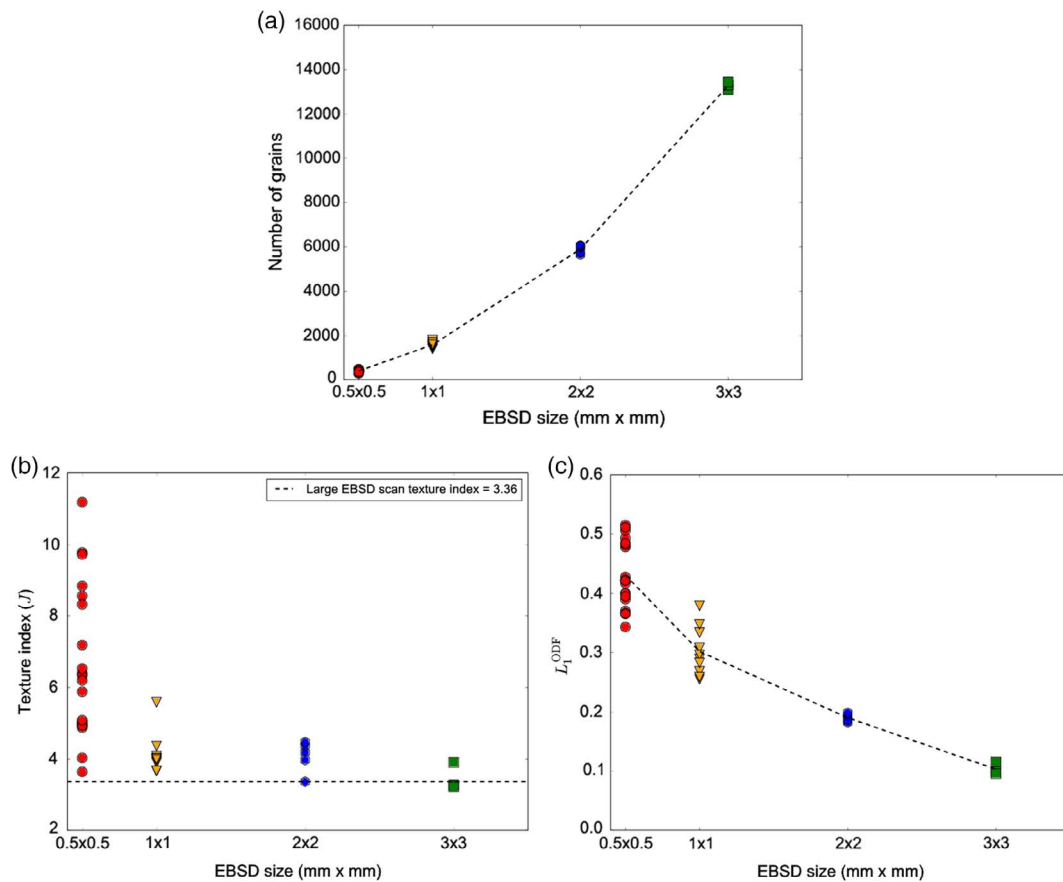 (a)
16000
14000
12000
10000
8000
6000
4000
2000
0
Number of grains
0.5x0.5 1x1 2x2 3x3
EBSD size (mm x mm)
(b)
12
10
8
6
4
2
Texture index (J)
Large EBSD scan texture index = 3.36
0.5x0.5 1x1 2x2 3x3
EBSD size (mm x mm)
(c)
0.6
0.5
0.4
0.3
0.2
0.1
0.0
L₁ᴼᴰᶠ
0.5x0.5 1x1 2x2 3x3
EBSD size (mm x mm)